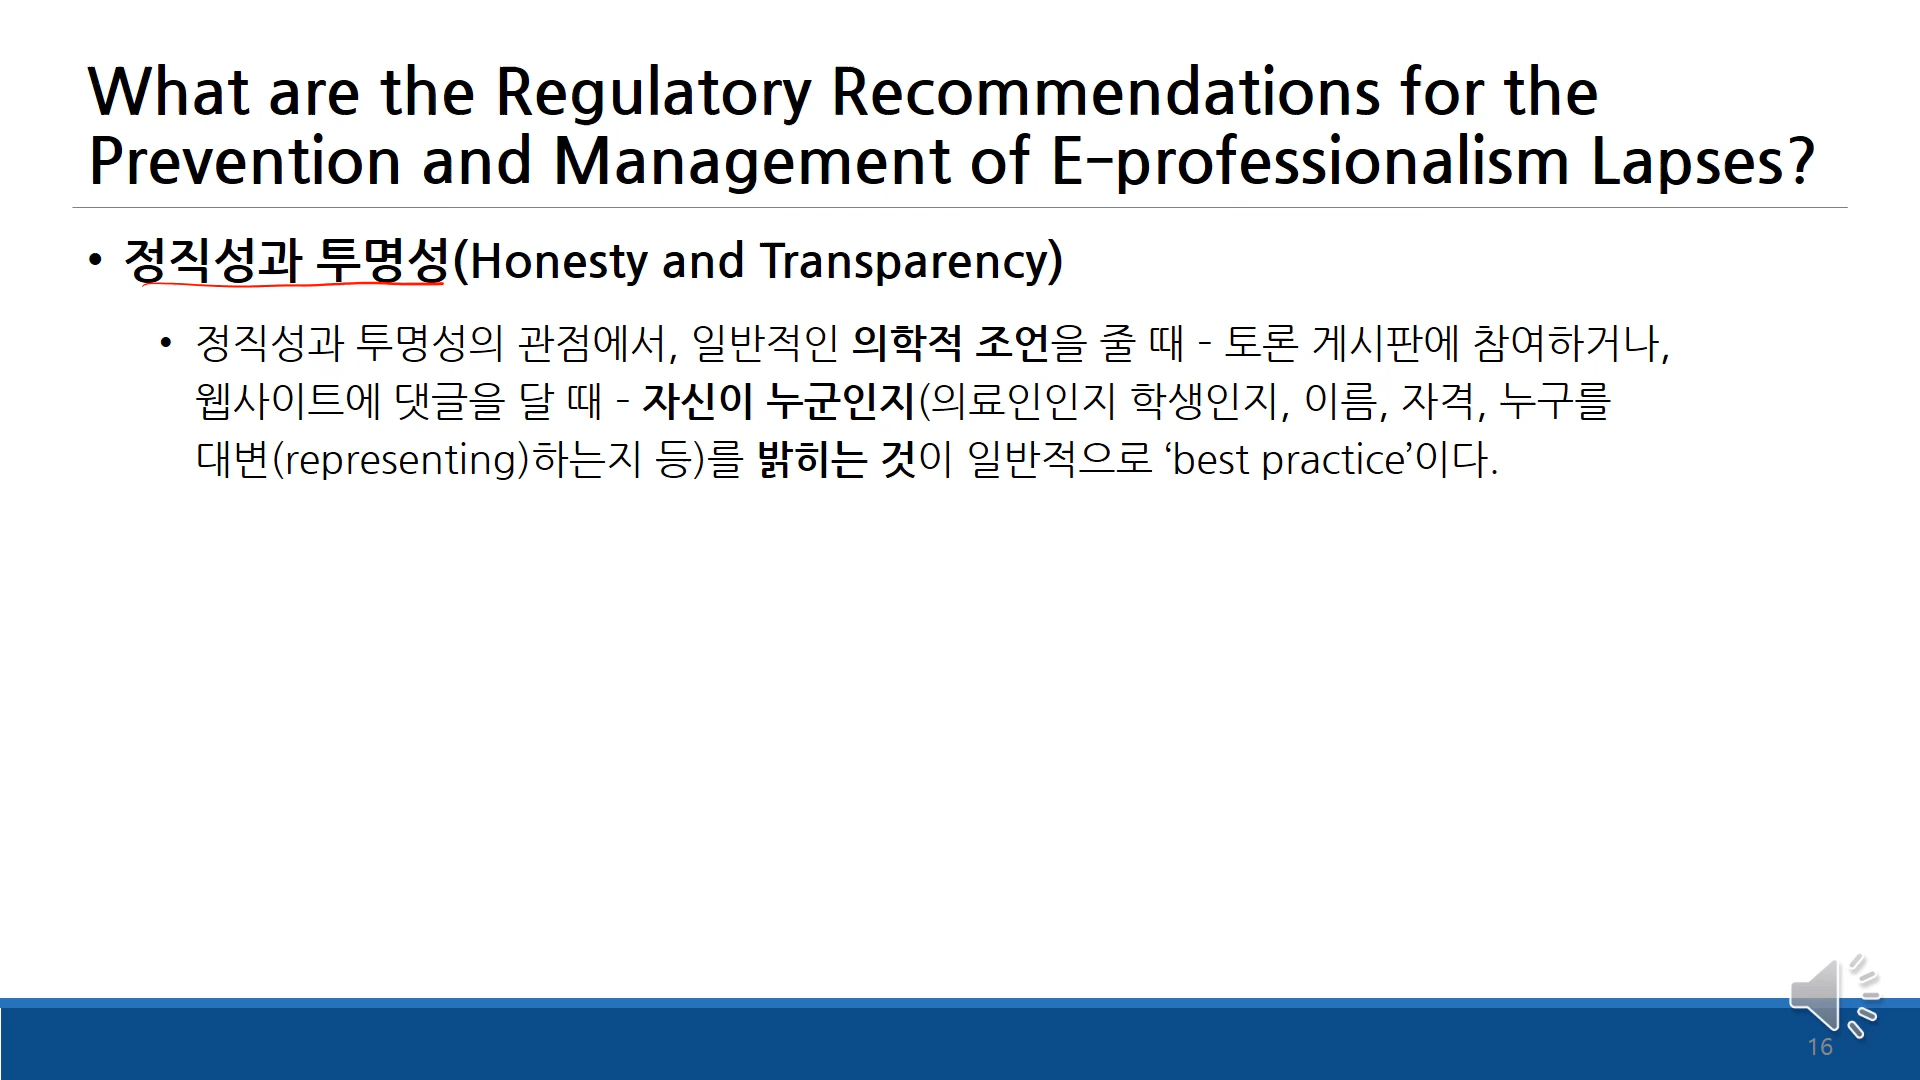 What are the Regulatory Recommendations for the
Prevention and Management of E-professionalism Lapses?
• 정직성과 투명성(Honesty and Transparency)
• 정직성과 투명성의 관점에서, 일반적인 의학적 조언을 줄 때 - 토론 게시판에 참여하거나,
웹사이트에 댓글을 달 때 - 자신이 누군인지(의료인인지 학생인지, 이름, 자격, 누구를
대변(representing)하는지 등)를 밝히는 것이 일반적으로 ‘best practice’이다.
16